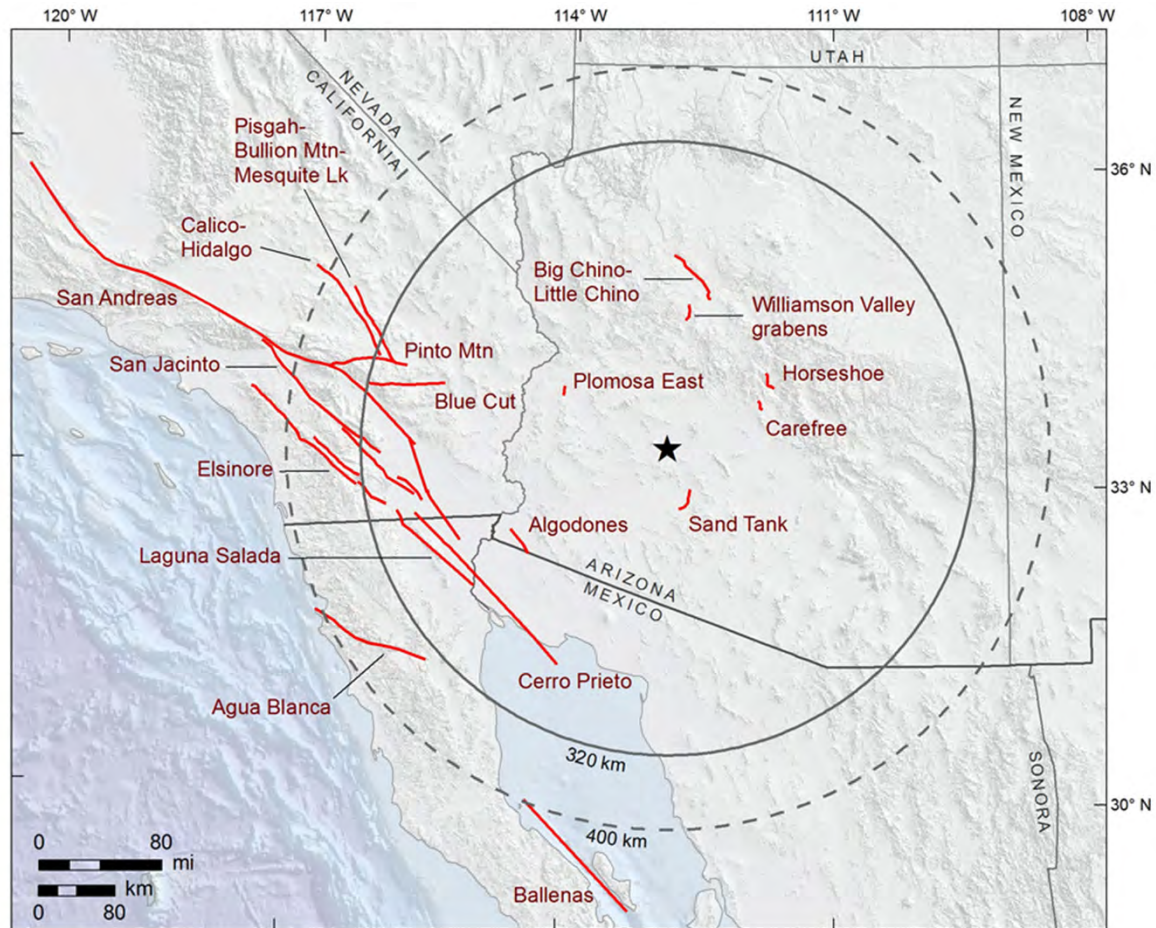 120° W
117° W
114° W
111° W
108° W
UTAH
NEVADA
CALIFORNIA
NEW MEXICO
Pisgah-
Bullion Mtn-
Mesquite Lk
36° N
Calico-
Hidalgo
Big Chino-
Little Chino
San Andreas
Williamson Valley
grabens
San Jacinto
Pinto Mtn
Plomosa East
Horseshoe
Blue Cut
Carefree
Elsinore
33° N
Algodones
Sand Tank
Laguna Salada
ARIZONA
MEXICO
Cerro Prieto
Agua Blanca
320 km
SONORA
30° N
400 km
0 80
mi
km
0 80
Ballenas